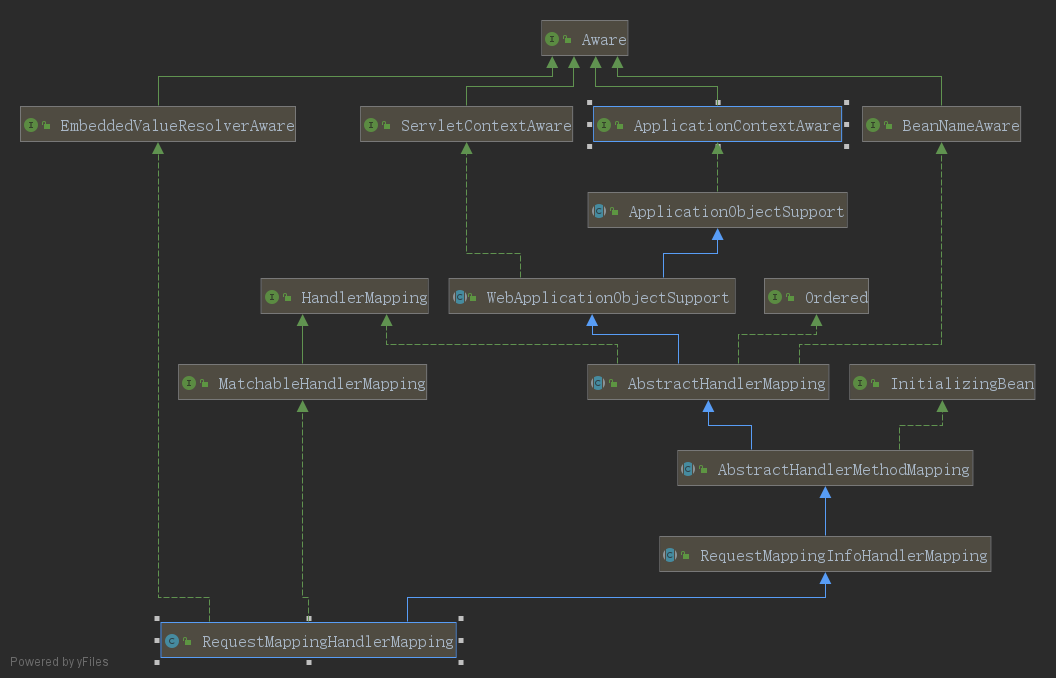 Aware
EmbeddedValueResolverAware
ServletContextAware
ApplicationContextAware
BeanNameAware
ApplicationObjectSupport
HandlerMapping
WebApplicationObjectSupport
Ordered
MatchableHandlerMapping
AbstractHandlerMapping
InitializingBean
AbstractHandlerMethodMapping
RequestMappingInfoHandlerMapping
RequestMappingHandlerMapping
Powered by yFiles